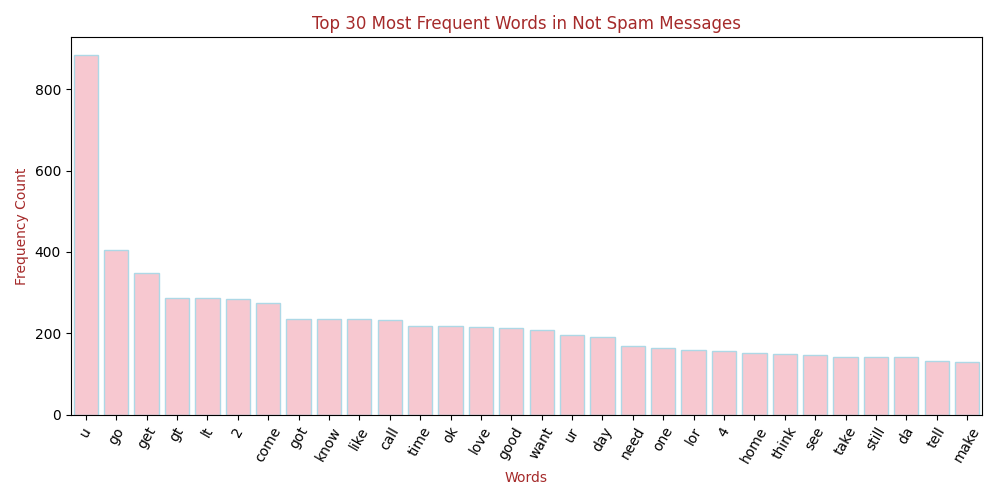 Top 30 Most Frequent Words in Not Spam Messages
Frequency Count
800
600
400
200
0
u
go
get
gt
lt
2
come
got
know
like
call
time
ok
love
good
want
ur
day
need
one
lor
4
home
think
see
take
still
da
tell
make
Words